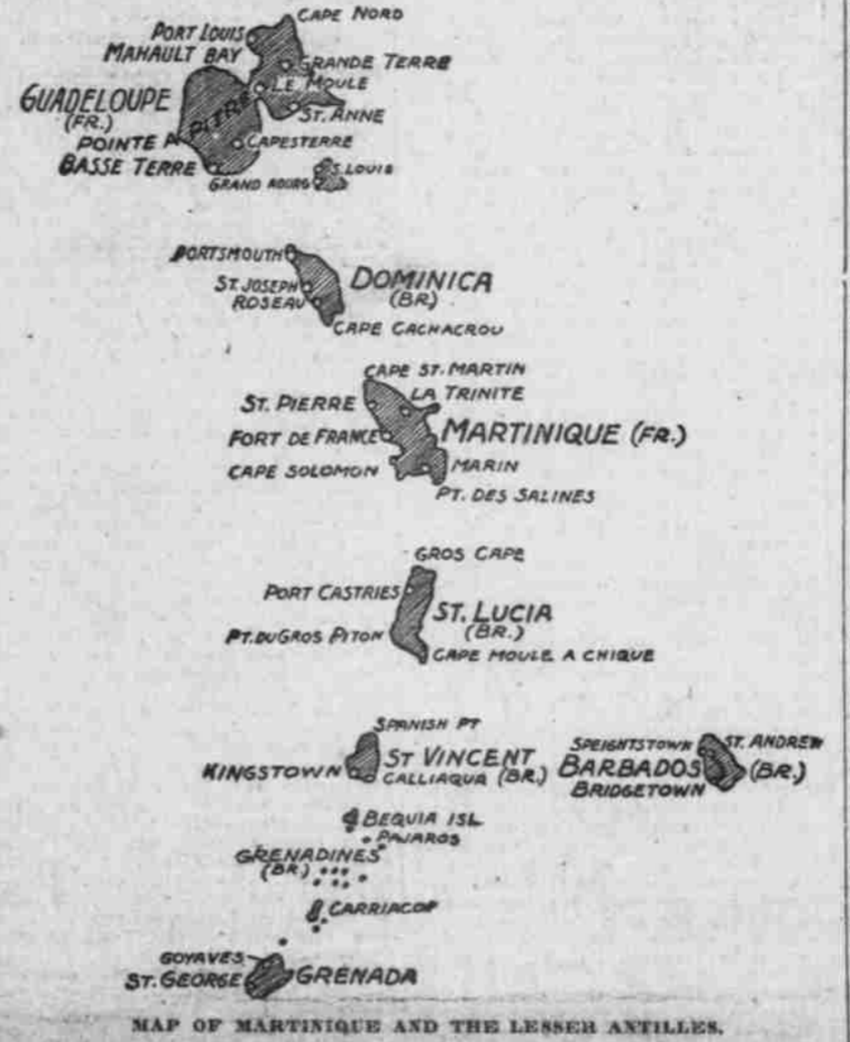 CAPE NORD
PORT LOUIS
MAHAULT BAY
GRANDE TERRE
LE MOULE
GUADELOUPE
(FR.)
ST. ANNE
POINTE A PITRE
CAPESTERRE
BASSE TERRE
S. LOUIS
GRAND BOURG
PORTSMOUTH
DOMINICA
(BR)
ST. JOSEPH
ROSEAU
CAPE CACHACROU
CAPE ST. MARTIN
LA TRINITE
ST. PIERRE
FORT DE FRANCE
MARTINIQUE (FR.)
CAPE SOLOMON
MARIN
PT. DES SALINES
GROS CAPE
PORT CASTRIES
ST. LUCIA
(BR.)
PT. DU GROS PITON
CAPE MOULE A CHIQUE
SPANISH PT
ST VINCENT
KINGSTOWN
CALLIAQUA (BR.)
SPEIGHTSTOWN
ST. ANDREW
BARBADOS (BR.)
BRIDGETOWN
BEQUIA ISL
PAJAROS
GRENADINES
(BR.)
CARRIACOP
GOYAVES
ST. GEORGE
GRENADA
MAP OF MARTINIQUE AND THE LESSER ANTILLES.